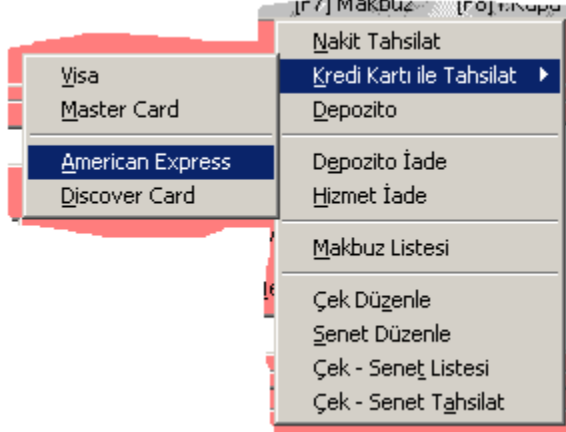 [F7] Makbuz
Nakit Tahsilat
Kredi Kartı ile Tahsilat
Depozito
Depozito İade
Hizmet İade
Makbuz Listesi
Çek Düzenle
Senet Düzenle
Çek - Senet Listesi
Çek - Senet Tahsilat
Visa
Master Card
American Express
Discover Card